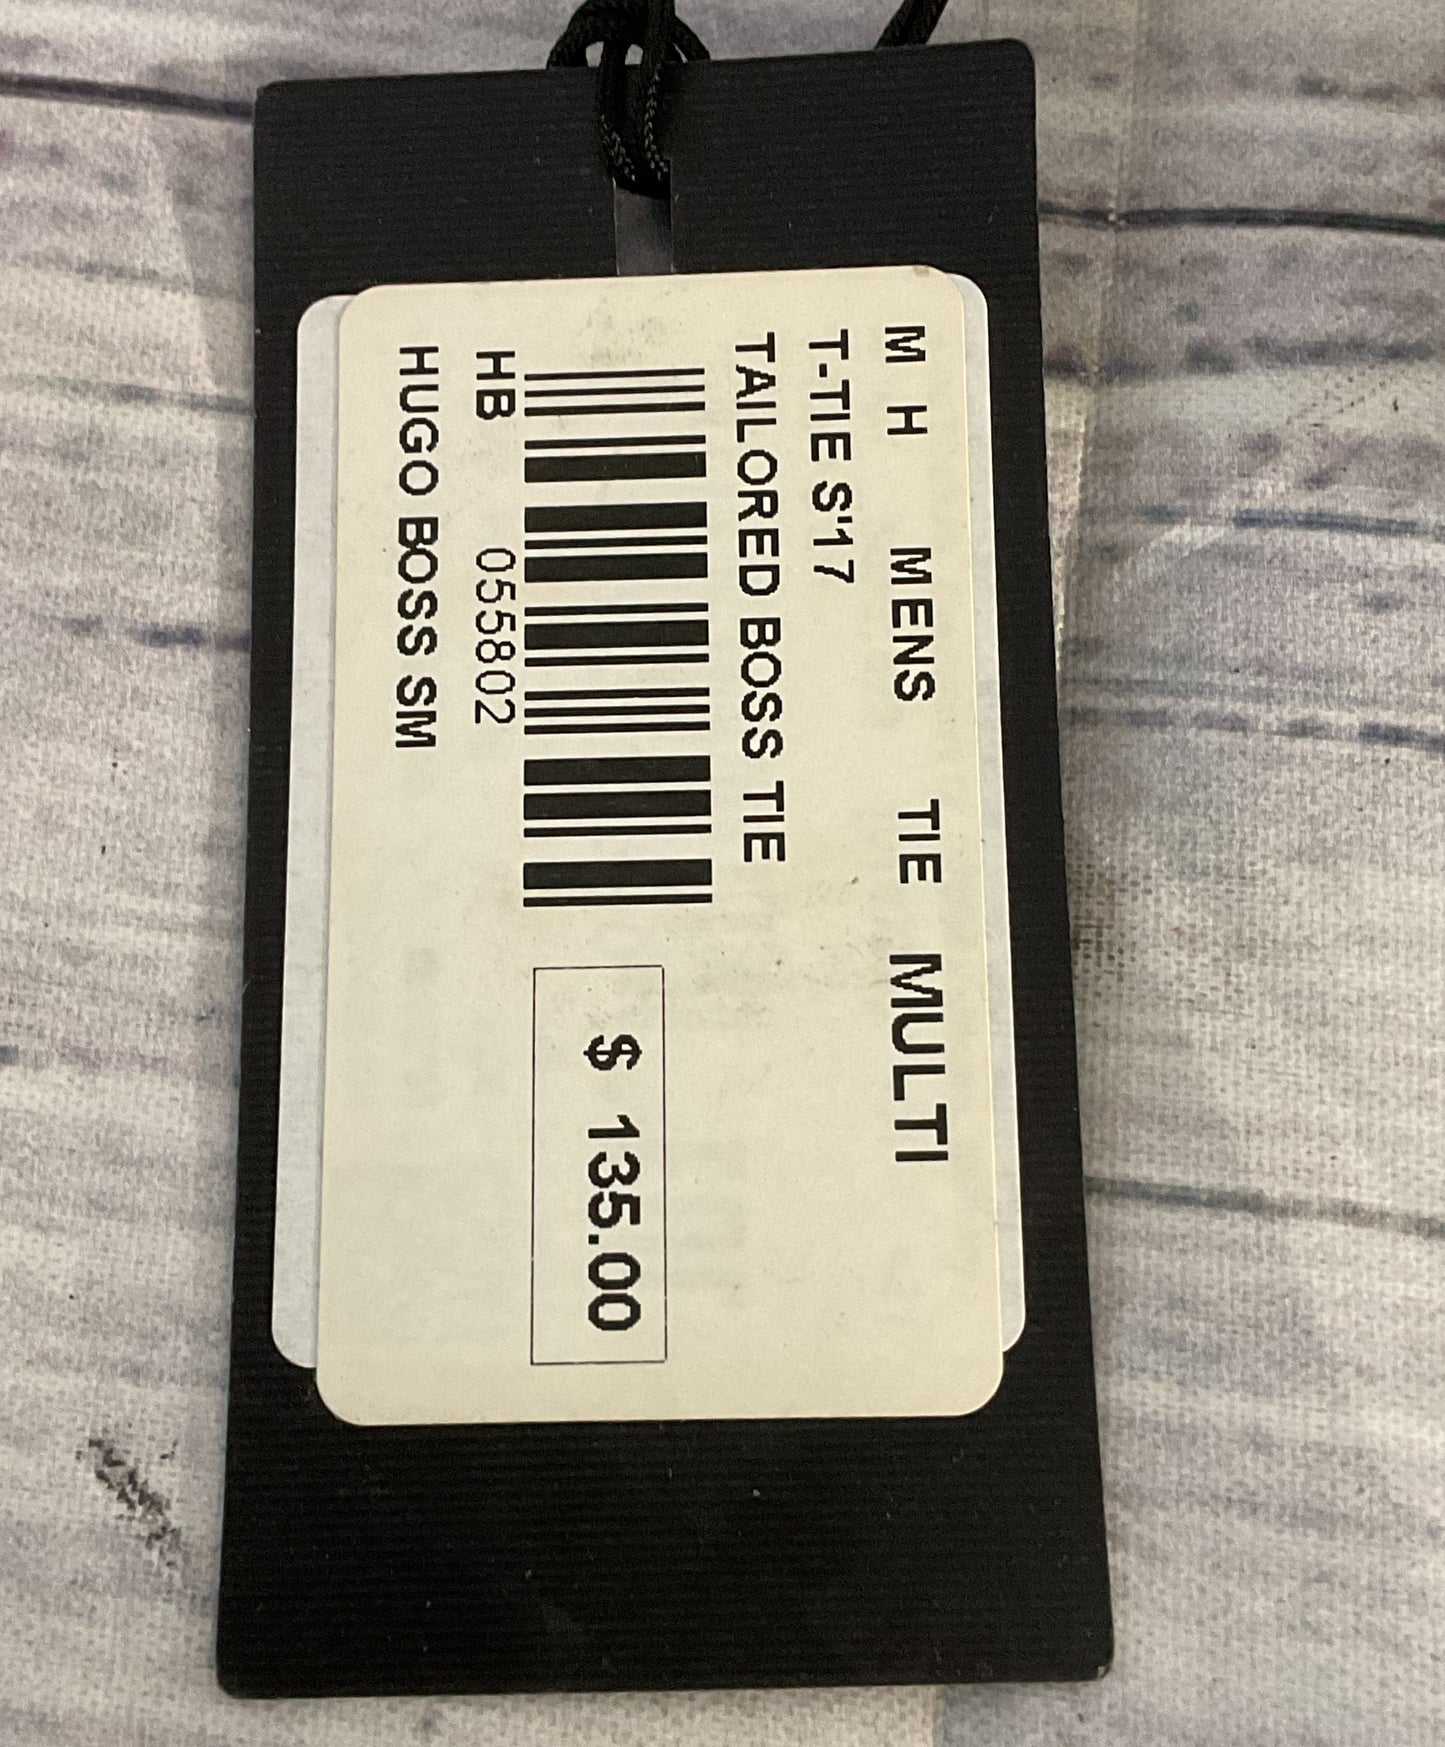 M H MENS TIE MULTI
T-TIE S'17
TAILORED BOSS TIE
$ 135.00
HB 055802
HUGO BOSS SM